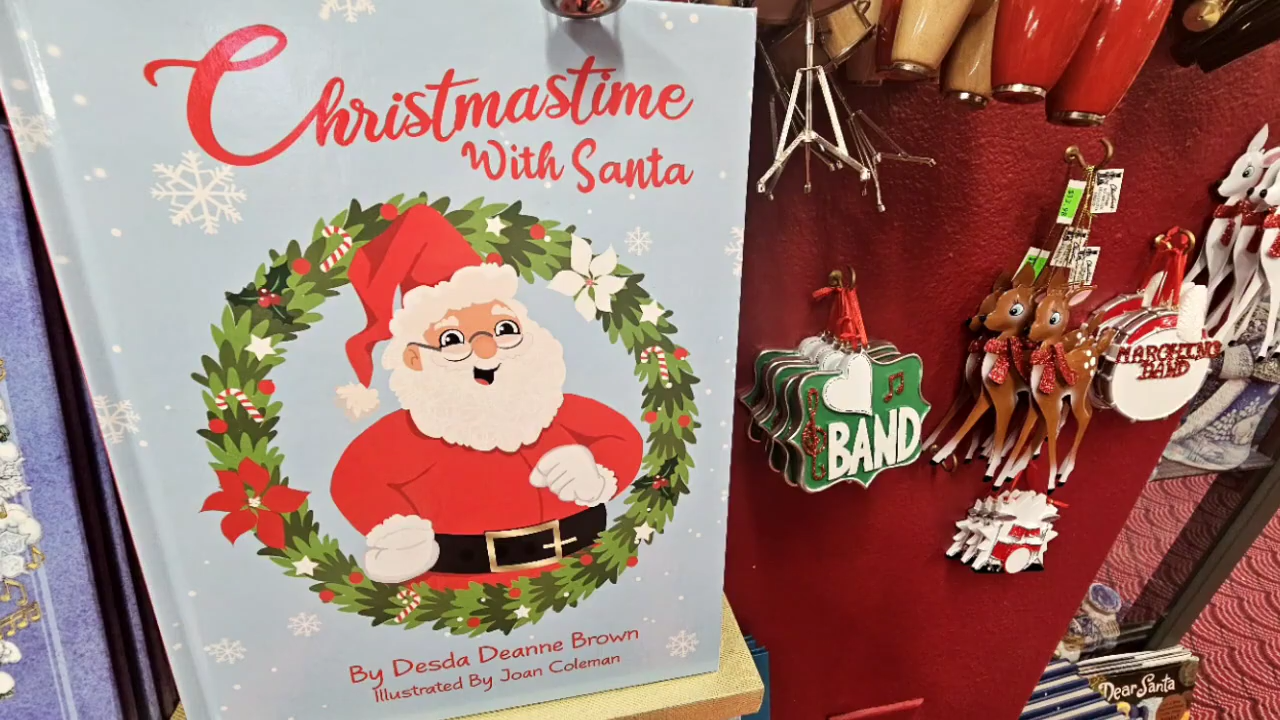 Christmastime
With Santa
By Desda Deanne Brown
Illustrated By Joan Coleman
BAND
MARCHING
BAND
Dear Santa